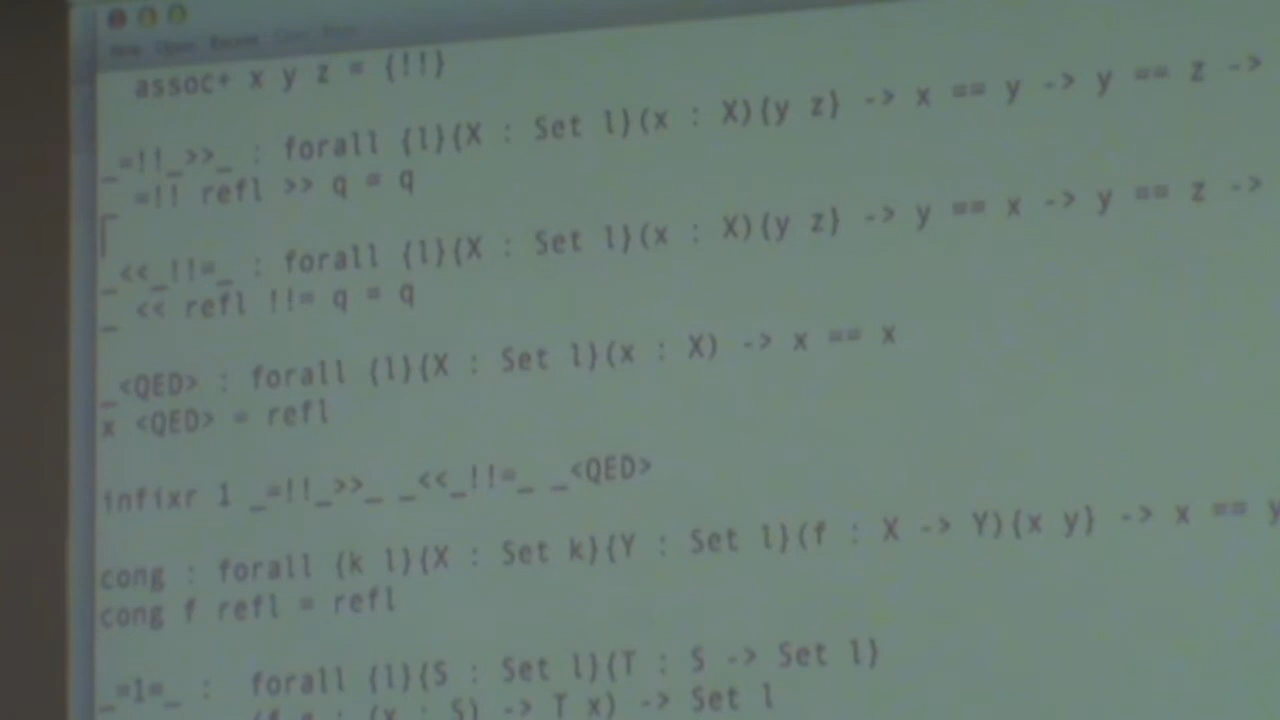 assoc+ x y z = {!!}
_=!!_>>_ : forall {l}{X : Set l}(x : X){y z} -> x == y -> y == z ->
_ =!! refl >> q = q
_<<_!!=_ : forall {l}{X : Set l}(x : X){y z} -> y == x -> y == z ->
_ << refl !!= q = q
_<QED> : forall {l}{X : Set l}(x : X) -> x == x
x <QED> = refl
infixr 1 _=!!_>>_ _<<_!!=_ _<QED>
cong : forall {k l}{X : Set k}{Y : Set l}(f : X -> Y){x y} -> x == y
cong f refl = refl
_=1=_ : forall {l}{S : Set l}{T : S -> Set l}
(x : S) -> T x) -> Set l